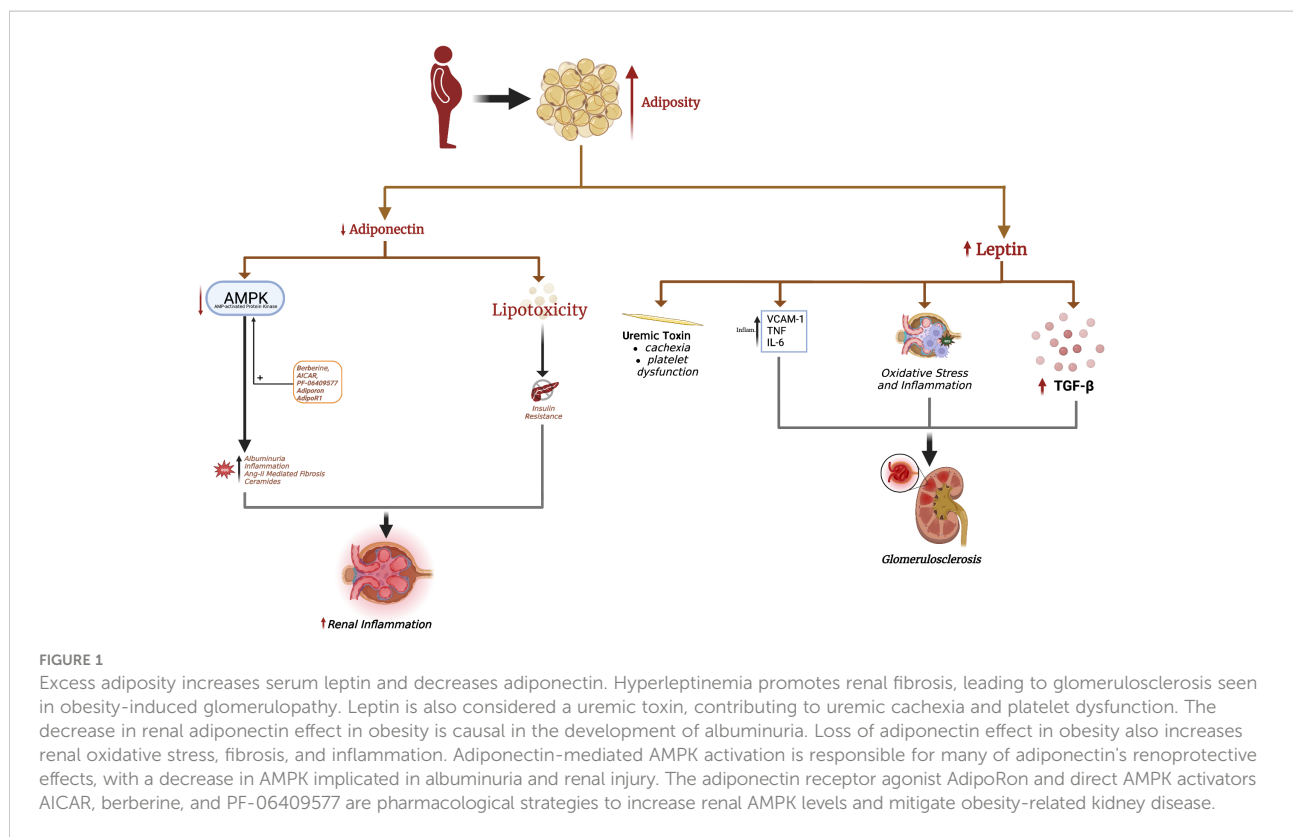 Adiposity
Adiponectin
Leptin
AMPK
AMP-activated Protein Kinase
Lipotoxicity
Uremic Toxin
• cachexia
• platelet
dysfunction
Inflam.
VCAM-1
TNF
IL-6
Oxidative Stress
and Inflammation
TGF-β
+
Berberine,
AICAR,
PF-06409577
Adiporon
AdipoR1
Insulin
Resistance
Albuminuria
Inflammation
Ang-II Mediated Fibrosis
Ceramides
Glomerulosclerosis
Renal Inflammation
FIGURE 1
Excess adiposity increases serum leptin and decreases adiponectin. Hyperleptinemia promotes renal fibrosis, leading to glomerulosclerosis seen
in obesity-induced glomerulopathy. Leptin is also considered a uremic toxin, contributing to uremic cachexia and platelet dysfunction. The
decrease in renal adiponectin effect in obesity is causal in the development of albuminuria. Loss of adiponectin effect in obesity also increases
renal oxidative stress, fibrosis, and inflammation. Adiponectin-mediated AMPK activation is responsible for many of adiponectin's renoprotective
effects, with a decrease in AMPK implicated in albuminuria and renal injury. The adiponectin receptor agonist AdipoRon and direct AMPK activators
AICAR, berberine, and PF-06409577 are pharmacological strategies to increase renal AMPK levels and mitigate obesity-related kidney disease.